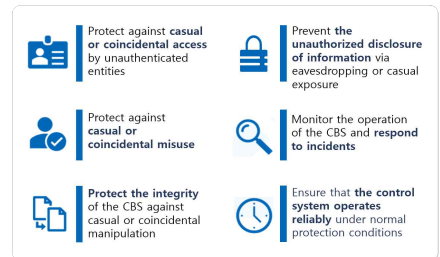 Protect against casual
or coincidental access
by unauthenticated
entities
Prevent the
unauthorized disclosure
of information via
eavesdropping or casual
exposure
Protect against
casual or
coincidental misuse
Monitor the operation
of the CBS and respond
to incidents
Protect the integrity
of the CBS against
casual or coincidental
manipulation
Ensure that the control
system operates
reliably under normal
protection conditions